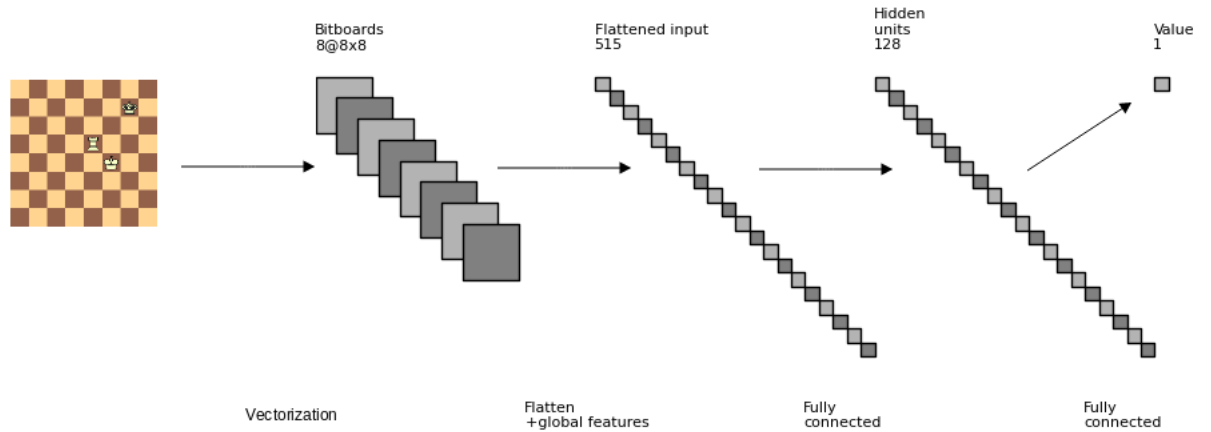 Bitboards
8@8x8
Flattened input
515
Hidden
units
128
Value
1
Vectorization
Flatten
+global features
Fully
connected
Fully
connected